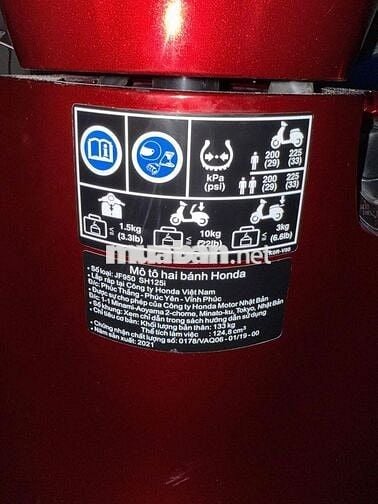 kPa
(psi)
200
(29)
225
(33)
200
(29)
225
(33)
1.5kg
(3.3lb)
10kg
(22lb)
3kg
(6.6lb)
muaban.net
Mô tô hai bánh Honda
• Số loại: JF950 SH125i
• Lắp ráp tại Công ty Honda Việt Nam
Đ/c: Phúc Thắng - Phúc Yên - Vĩnh Phúc
• Được sự cho phép của Công ty Honda Motor Nhật Bản
Đ/c: 1-1 Minami-Aoyama 2-chome, Minato-ku, Tokyo, Nhật Bản
• Số khung: Xem chỉ dẫn trong sách hướng dẫn sử dụng
• Chỉ tiêu cơ bản: Khối lượng bản thân: 133 kg
Thể tích làm việc: 124,8 cm³
• Chứng nhận chất lượng số: 0178/VAQ06 - 01/19 - 00
• Năm sản xuất: 2021